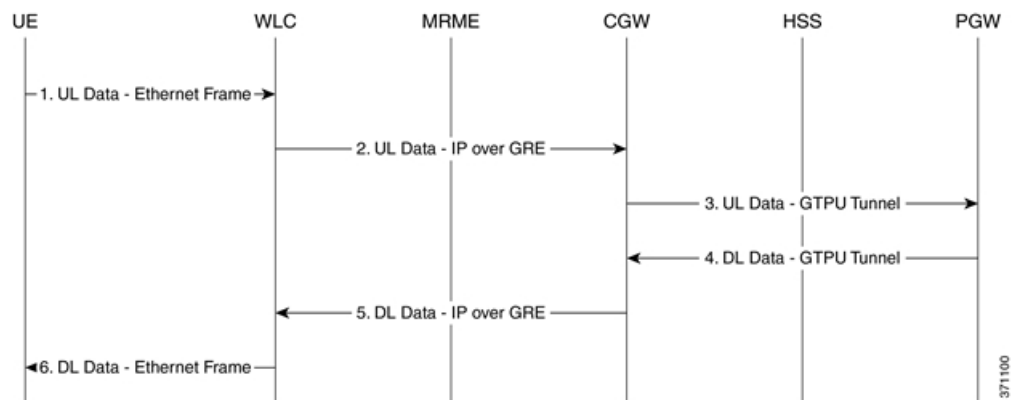 UE WLC MRME CGW HSS PGW
1. UL Data - Ethernet Frame
2. UL Data - IP over GRE
3. UL Data - GTPU Tunnel
4. DL Data - GTPU Tunnel
5. DL Data - IP over GRE
6. DL Data - Ethernet Frame
371100